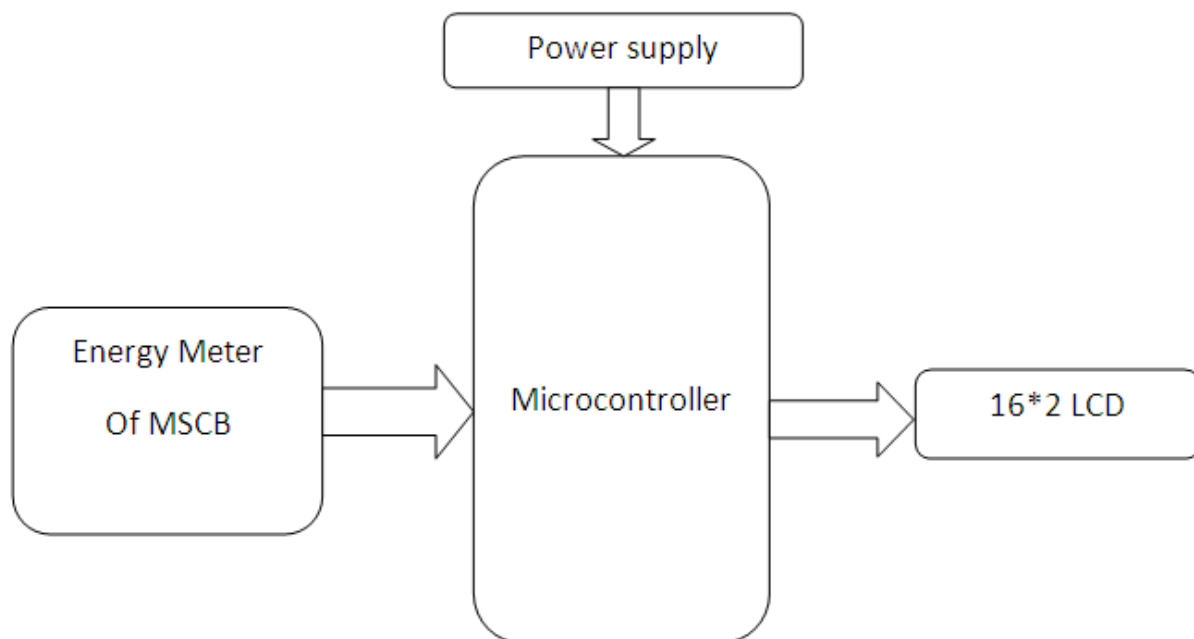 Power supply
Energy Meter
Of MSCB
Microcontroller
16*2 LCD